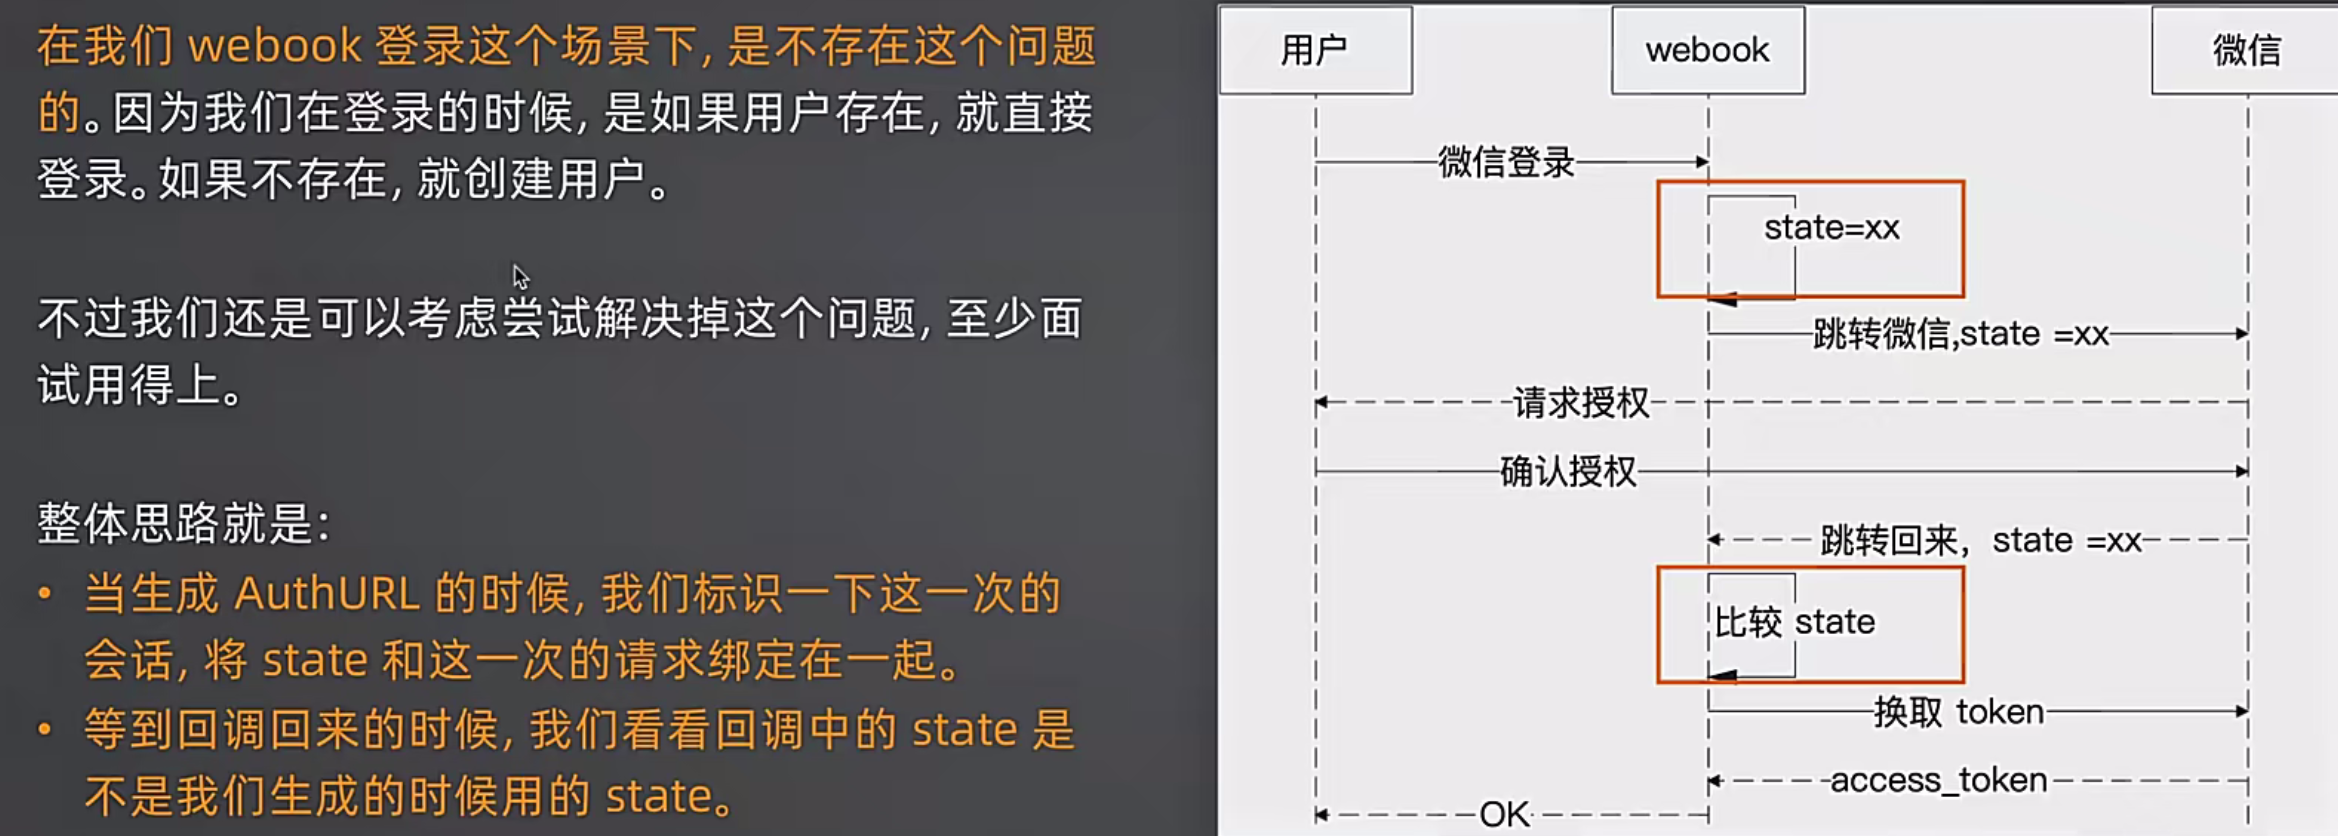 在我们 webook 登录这个场景下, 是不存在这个问题
的。因为我们在登录的时候, 是如果用户存在, 就直接
登录。如果不存在, 就创建用户。
不过我们还是可以考虑尝试解决掉这个问题, 至少面
试用得上。
整体思路就是:
• 当生成 AuthURL 的时候, 我们标识一下这一次的
会话, 将 state 和这一次的请求绑定在一起。
• 等到回调回来的时候, 我们看看回调中的 state 是
不是我们生成的时候用的 state。
用户
webook
微信
微信登录
state=xx
跳转微信,state =xx
请求授权
确认授权
跳转回来，state =xx
比较 state
换取 token
access_token
OK